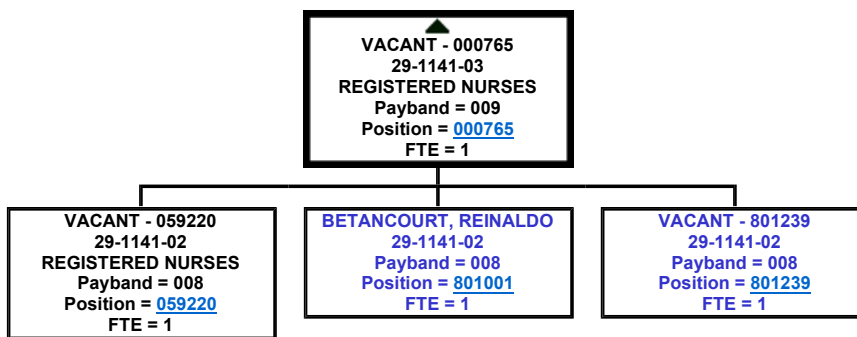 VACANT - 000765
29-1141-03
REGISTERED NURSES
Payband = 009
Position = 000765
FTE = 1
VACANT - 059220
29-1141-02
REGISTERED NURSES
Payband = 008
Position = 059220
FTE = 1
BETANCOURT, REINALDO
29-1141-02
Payband = 008
Position = 801001
FTE = 1
VACANT - 801239
29-1141-02
Payband = 008
Position = 801239
FTE = 1